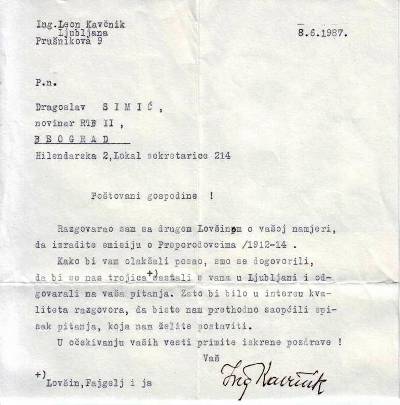 Ing.Leon Kavčnik 8.6.1987.
Ljubljana
Prušnikova 9
P.n.
Dragoslav SIMIĆ,
novinar RTB II,
BEOGRAD
Hilendarska 2,Lokal sekretarice 214
Poštovani gospodine !
Razgovarao sam sa drugom Lovšinom o vašoj namjeri,
da izradite emisiju o Preporodovcima /1912-14 .
Kako bi vam olakšali posao, smo se dogovorili,
da bi se nas trojica+) sestali s vama u Ljubljani i od-
govarali na vaša pitanja. Zato bi bilo u interesu kva-
liteta razgovora, da biste nam prethodno saopćili spi-
sak pitanja, koja nam želite postaviti.
U očekivanju vaših vesti primite iskrene pozdrave !
Vaš
+)
Lovšin,Fajgelj i ja Ing Kavčnik